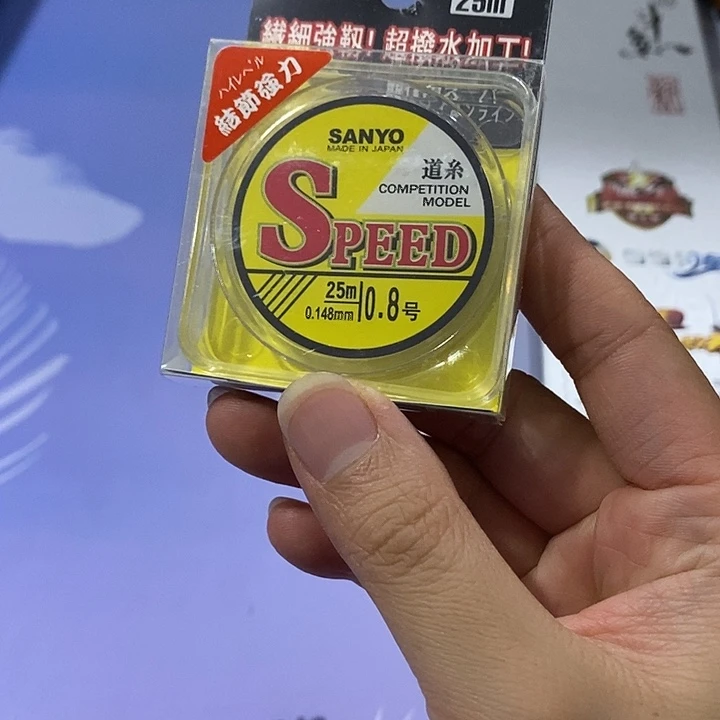 25m
繊細強靱! 超撥水加工!
ハイレベル
結節強力
SANYO
MADE IN JAPAN
道糸
COMPETITION
MODEL
SPEED
25m
0.148mm
0.8号